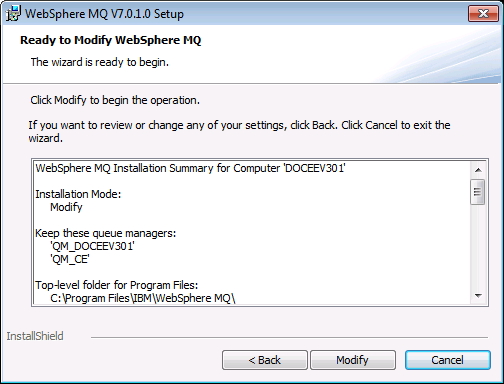 WebSphere MQ V7.0.1.0 Setup
Ready to Modify WebSphere MQ
The wizard is ready to begin.
Click Modify to begin the operation.
If you want to review or change any of your settings, click Back. Click Cancel to exit the
wizard.
WebSphere MQ Installation Summary for Computer 'DOCEEV301'
Installation Mode:
Modify
Keep these queue managers:
'QM_DOCEEV301'
'QM_CE'
Top-level folder for Program Files:
C:\Program Files\IBM\WebSphere MQ\
InstallShield
< Back
Modify
Cancel